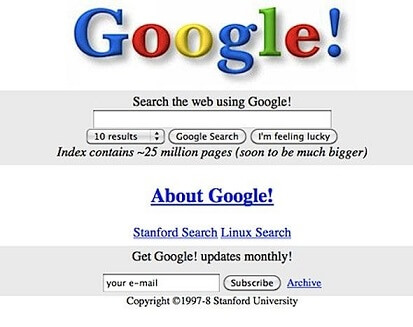 Google!
Search the web using Google!
10 results Google Search I'm feeling lucky
Index contains ~25 million pages (soon to be much bigger)
About Google!
Stanford Search Linux Search
Get Google! updates monthly!
your e-mail Subscribe Archive
Copyright ©1997-8 Stanford University